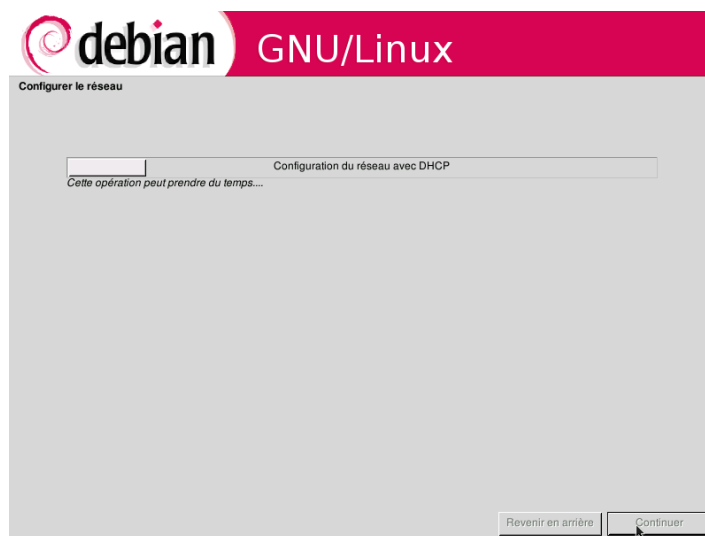 debian GNU/Linux
Configurer le réseau
Configuration du réseau avec DHCP
Cette opération peut prendre du temps....
Revenir en arrière Continuer